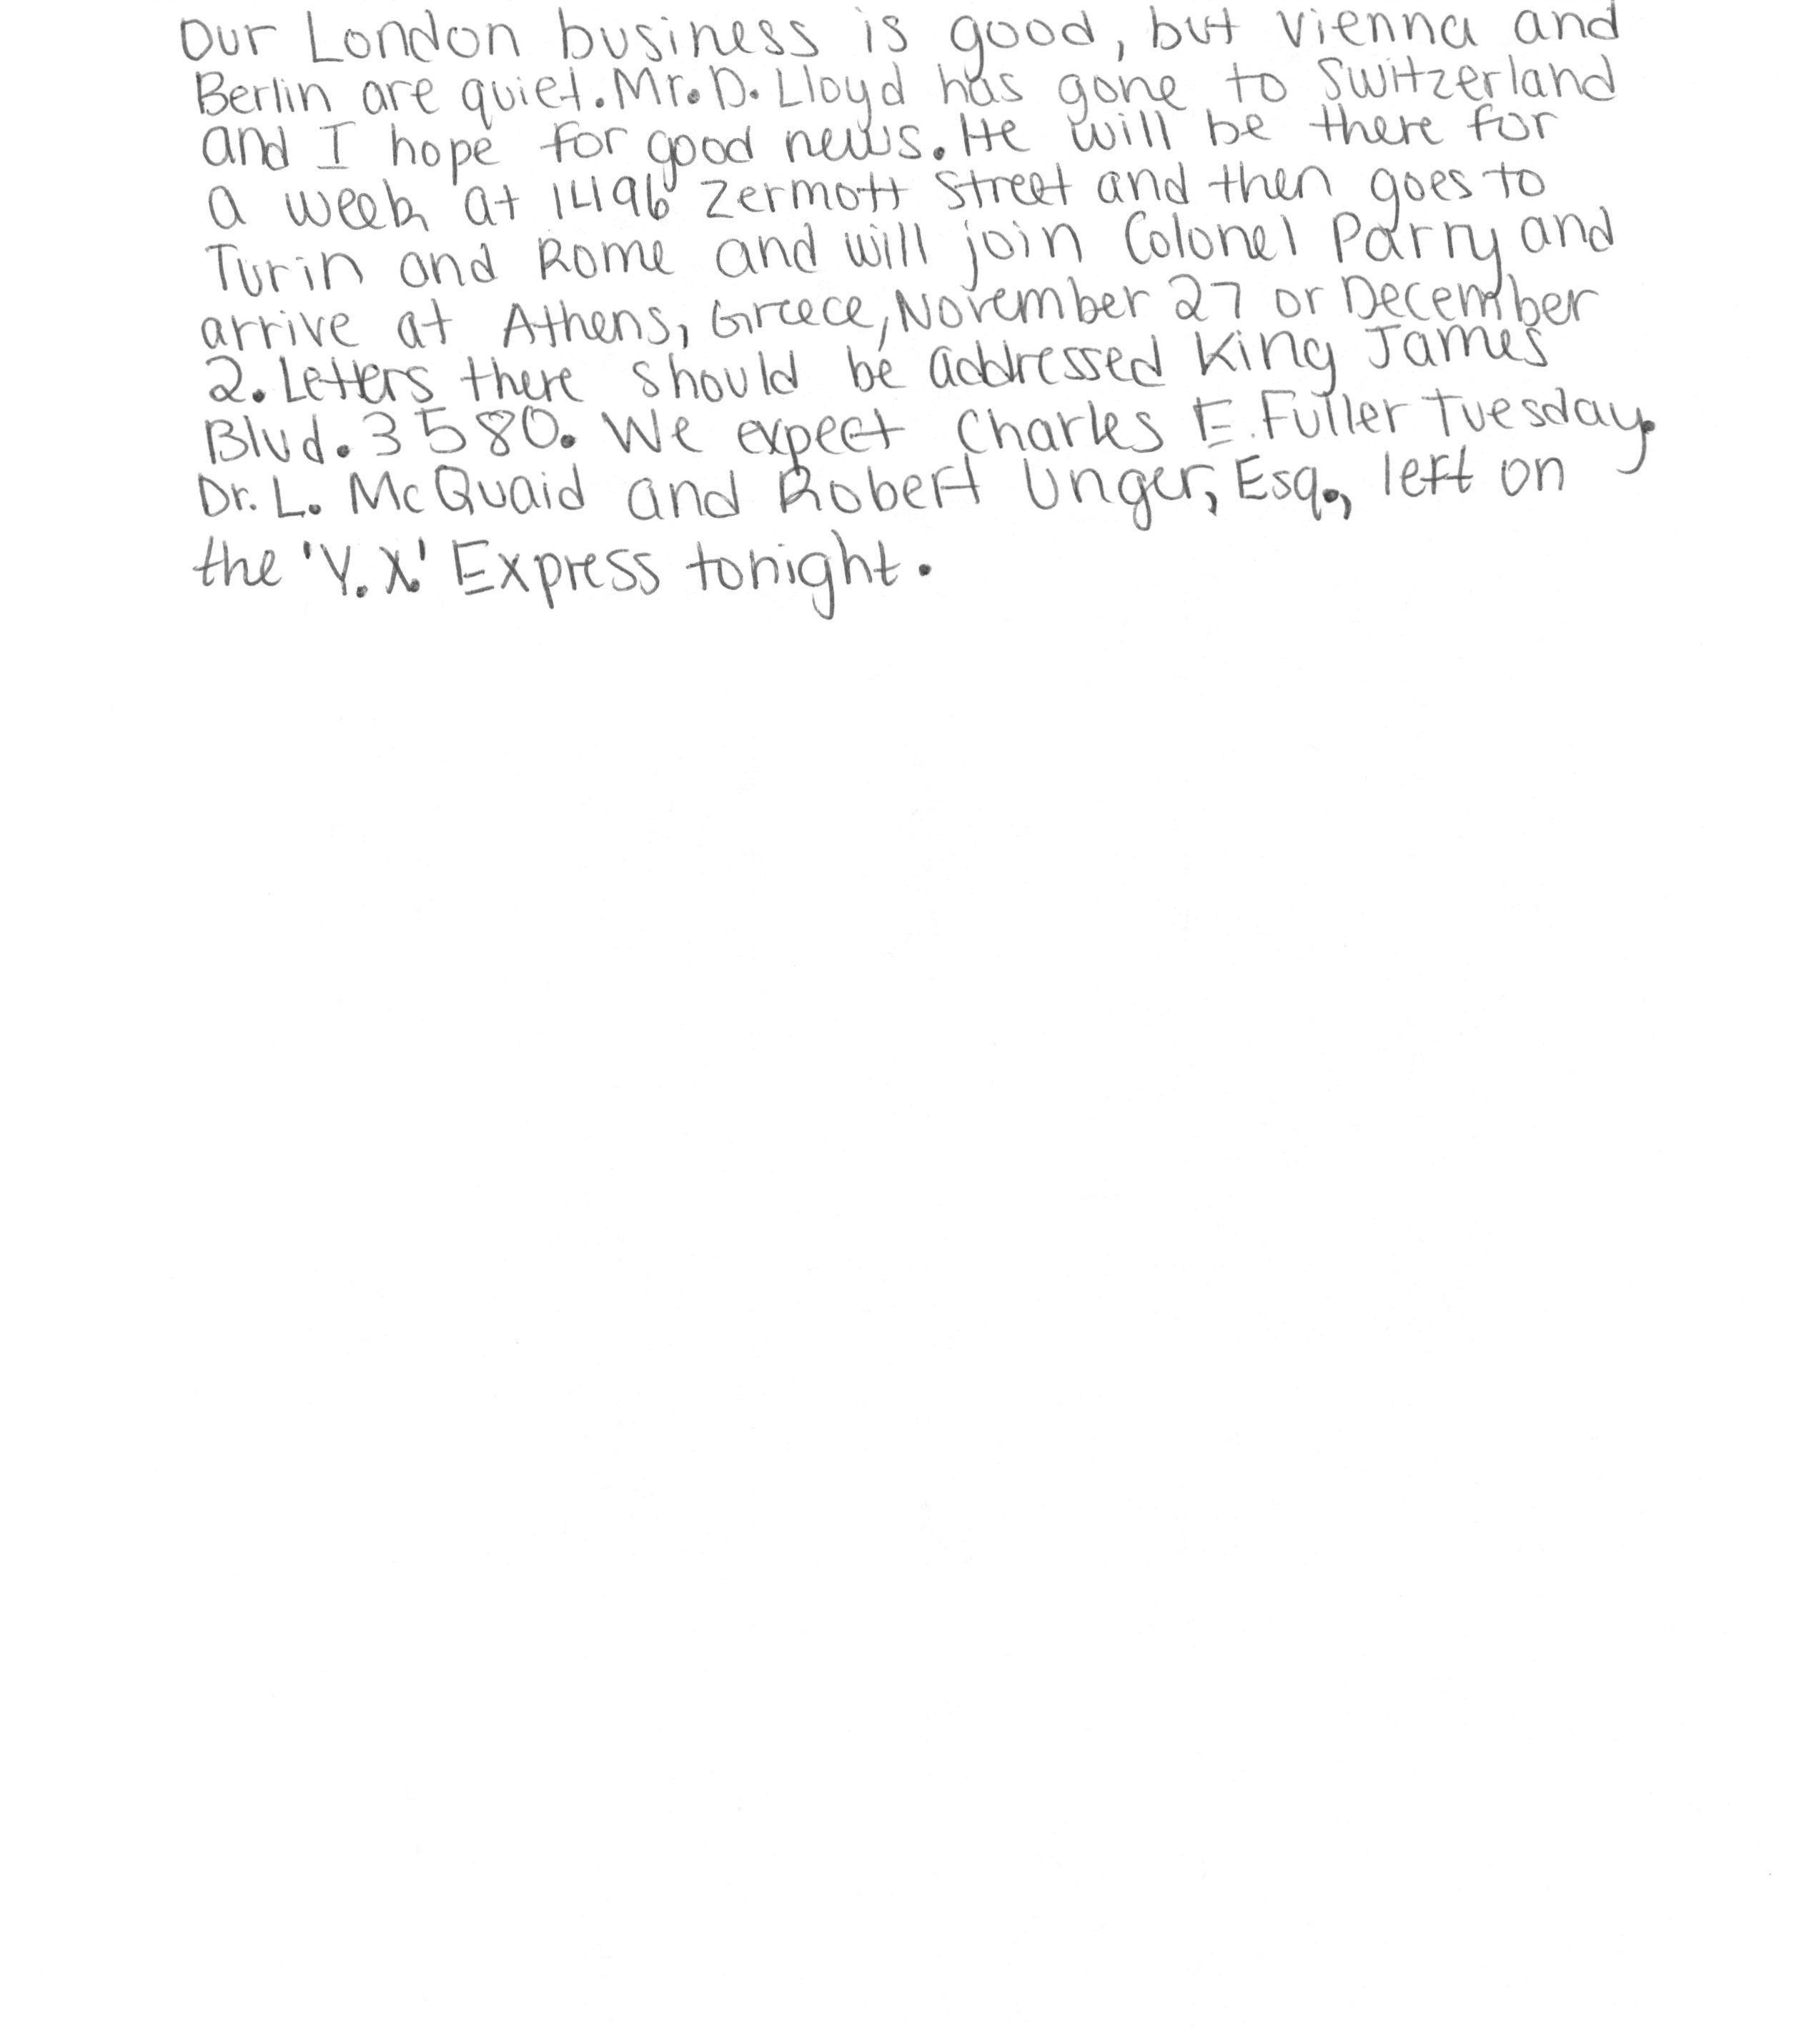 Our London business is good, but Vienna and
Berlin are quiet. Mr. D. Lloyd has gone to Switzerland
and I hope for good news. He will be there for
a week at 1496 Zermott Street and then goes to
Turin and Rome and will join Colonel Parry and
arrive at Athens, Greece, November 27 or December
2. Letters there should be addressed King James
Blvd. 3580. We expect Charles E. Fuller Tuesday.
Dr. L. McQuaid and Robert Unger, Esq., left on
the 'Y.X.' Express tonight.